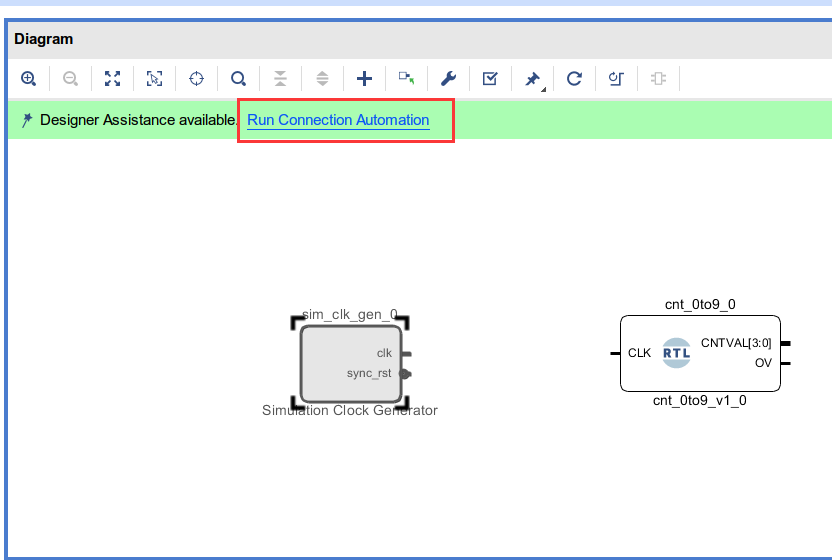 Diagram
Designer Assistance available. Run Connection Automation
sim_clk_gen_0
clk
sync_rst
Simulation Clock Generator
cnt_0to9_0
CLK
RTL
CNTVAL[3:0]
OV
cnt_0to9_v1_0